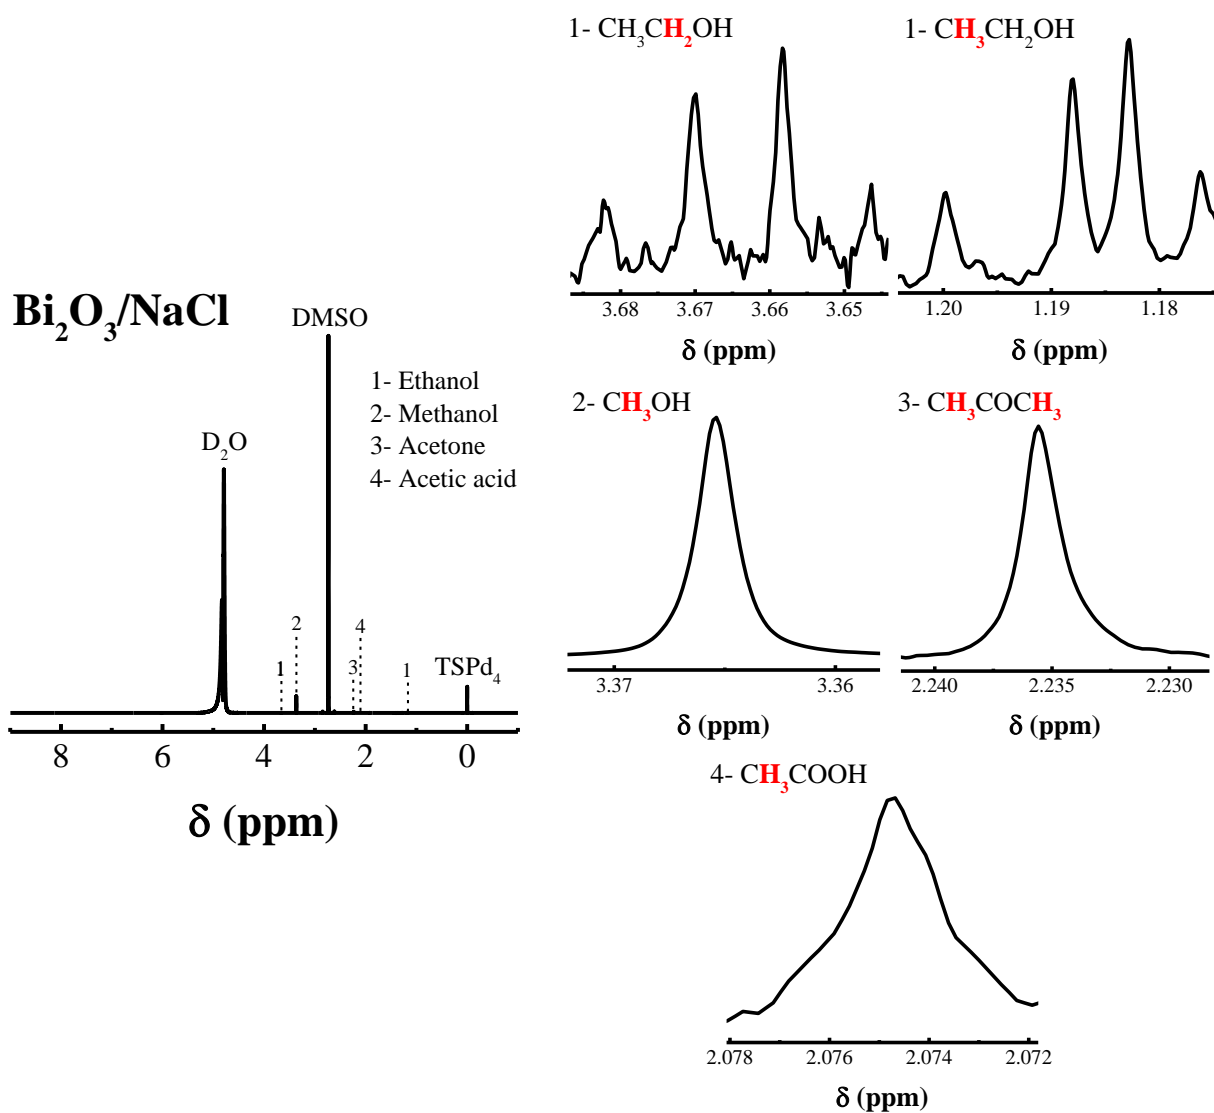 Bi₂O₃/NaCl
DMSO
1- Ethanol
2- Methanol
3- Acetone
4- Acetic acid
D₂O
2
4
1
3
1
TSPd₄
8 6 4 2 0
δ (ppm)
1- CH₃CH₂OH
3.68 3.67 3.66 3.65
δ (ppm)
1- CH₃CH₂OH
1.20 1.19 1.18
δ (ppm)
2- CH₃OH
3.37 3.36
δ (ppm)
3- CH₃COCH₃
2.240 2.235 2.230
δ (ppm)
4- CH₃COOH
2.078 2.076 2.074 2.072
δ (ppm)